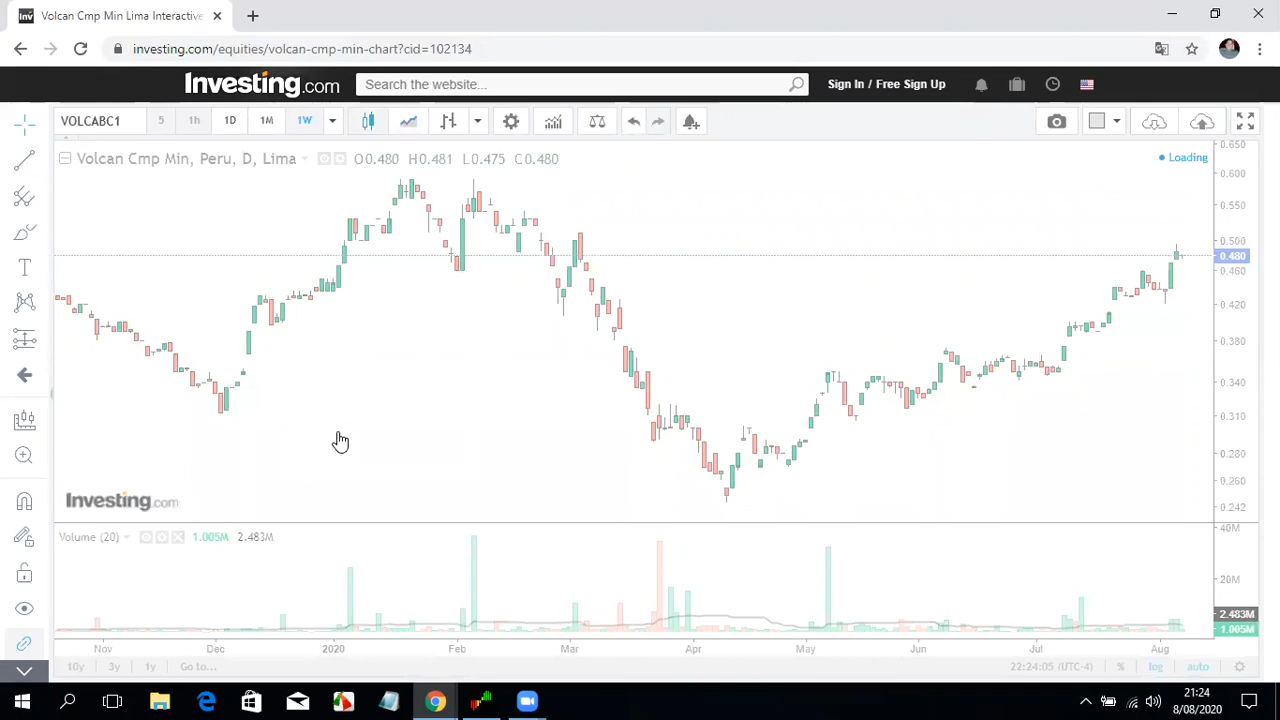 Volcan Cmp Min Lima Interactive
investing.com/equities/volcan-cmp-min-chart?cid=102134
Investing.com
Search the website...
Sign In / Free Sign Up
VOLCABC1
5 1h 1D 1M 1W
Volcan Cmp Min, Peru, D, Lima O0.480 H0.481 L0.475 C0.480
Loading
0.650
0.600
0.550
0.500
0.480
0.460
0.420
0.380
0.340
0.310
0.280
0.260
0.242
Investing.com
Volume (20) 1.005M 2.483M
40M
20M
2.483M
1.005M
Nov Dec 2020 Feb Mar Apr May Jun Jul Aug
10y 3y 1y Go to... 22:24:05 (UTC-4) % log auto
21:24
8/08/2020